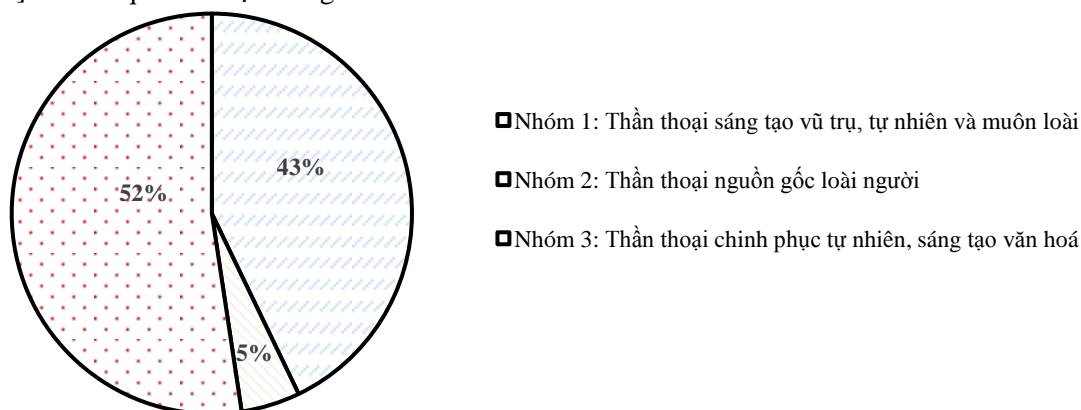 43%
52%
5%
Nhóm 1: Thần thoại sáng tạo vũ trụ, tự nhiên và muôn loài
Nhóm 2: Thần thoại nguồn gốc loài người
Nhóm 3: Thần thoại chinh phục tự nhiên, sáng tạo văn hoá